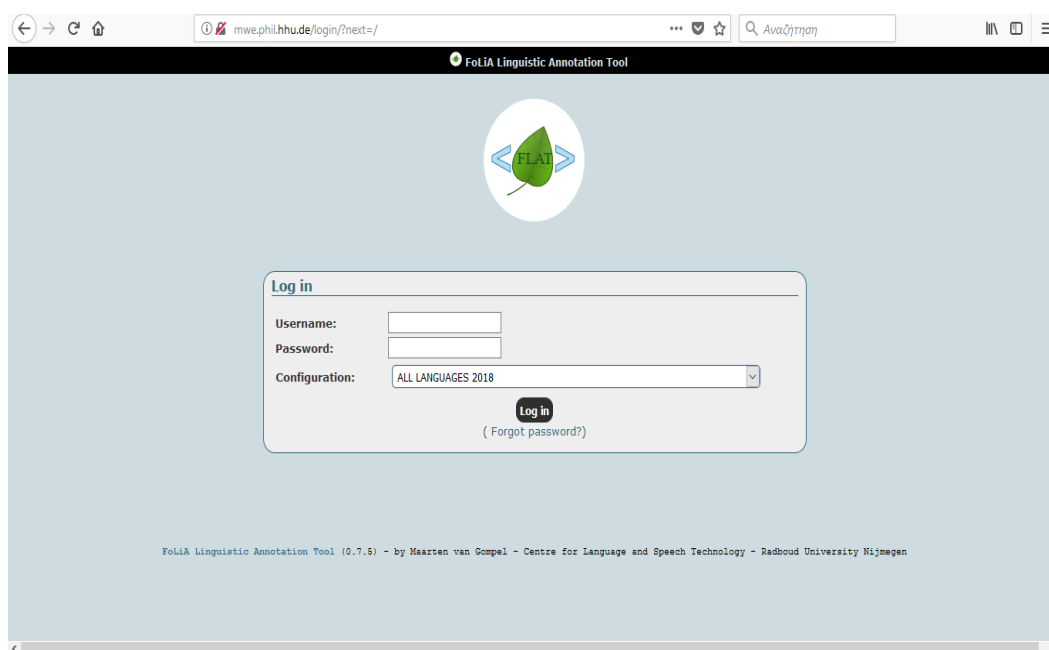 mwe.phil.hhu.de/login/?next=/
Αναζήτηση
FoLiA Linguistic Annotation Tool
<FLAT>
Log in
Username:
Password:
Configuration: ALL LANGUAGES 2018
Log in
( Forgot password?)
FoLiA Linguistic Annotation Tool (0.7.5) - by Maarten van Gompel - Centre for Language and Speech Technology - Radboud University Nijmegen